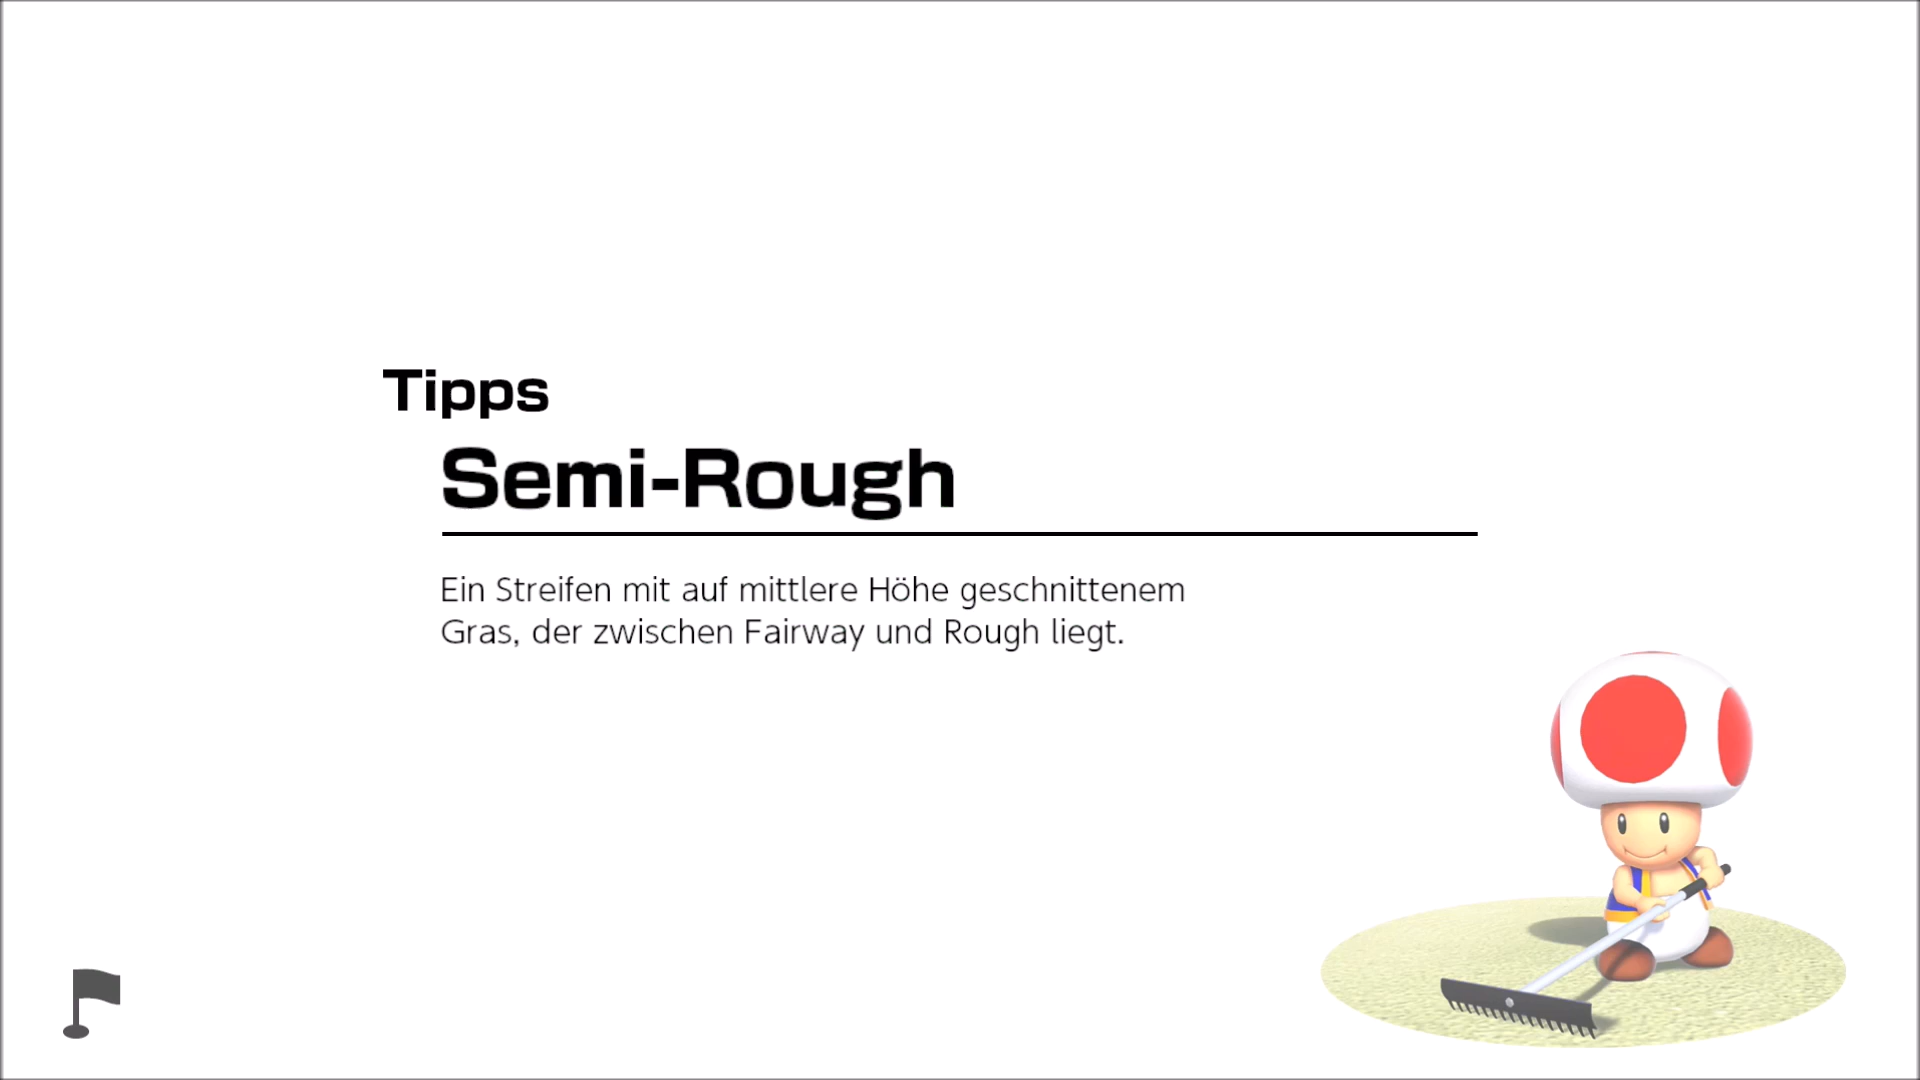 Tipps
Semi-Rough
Ein Streifen mit auf mittlere Höhe geschnittenem
Gras, der zwischen Fairway und Rough liegt.